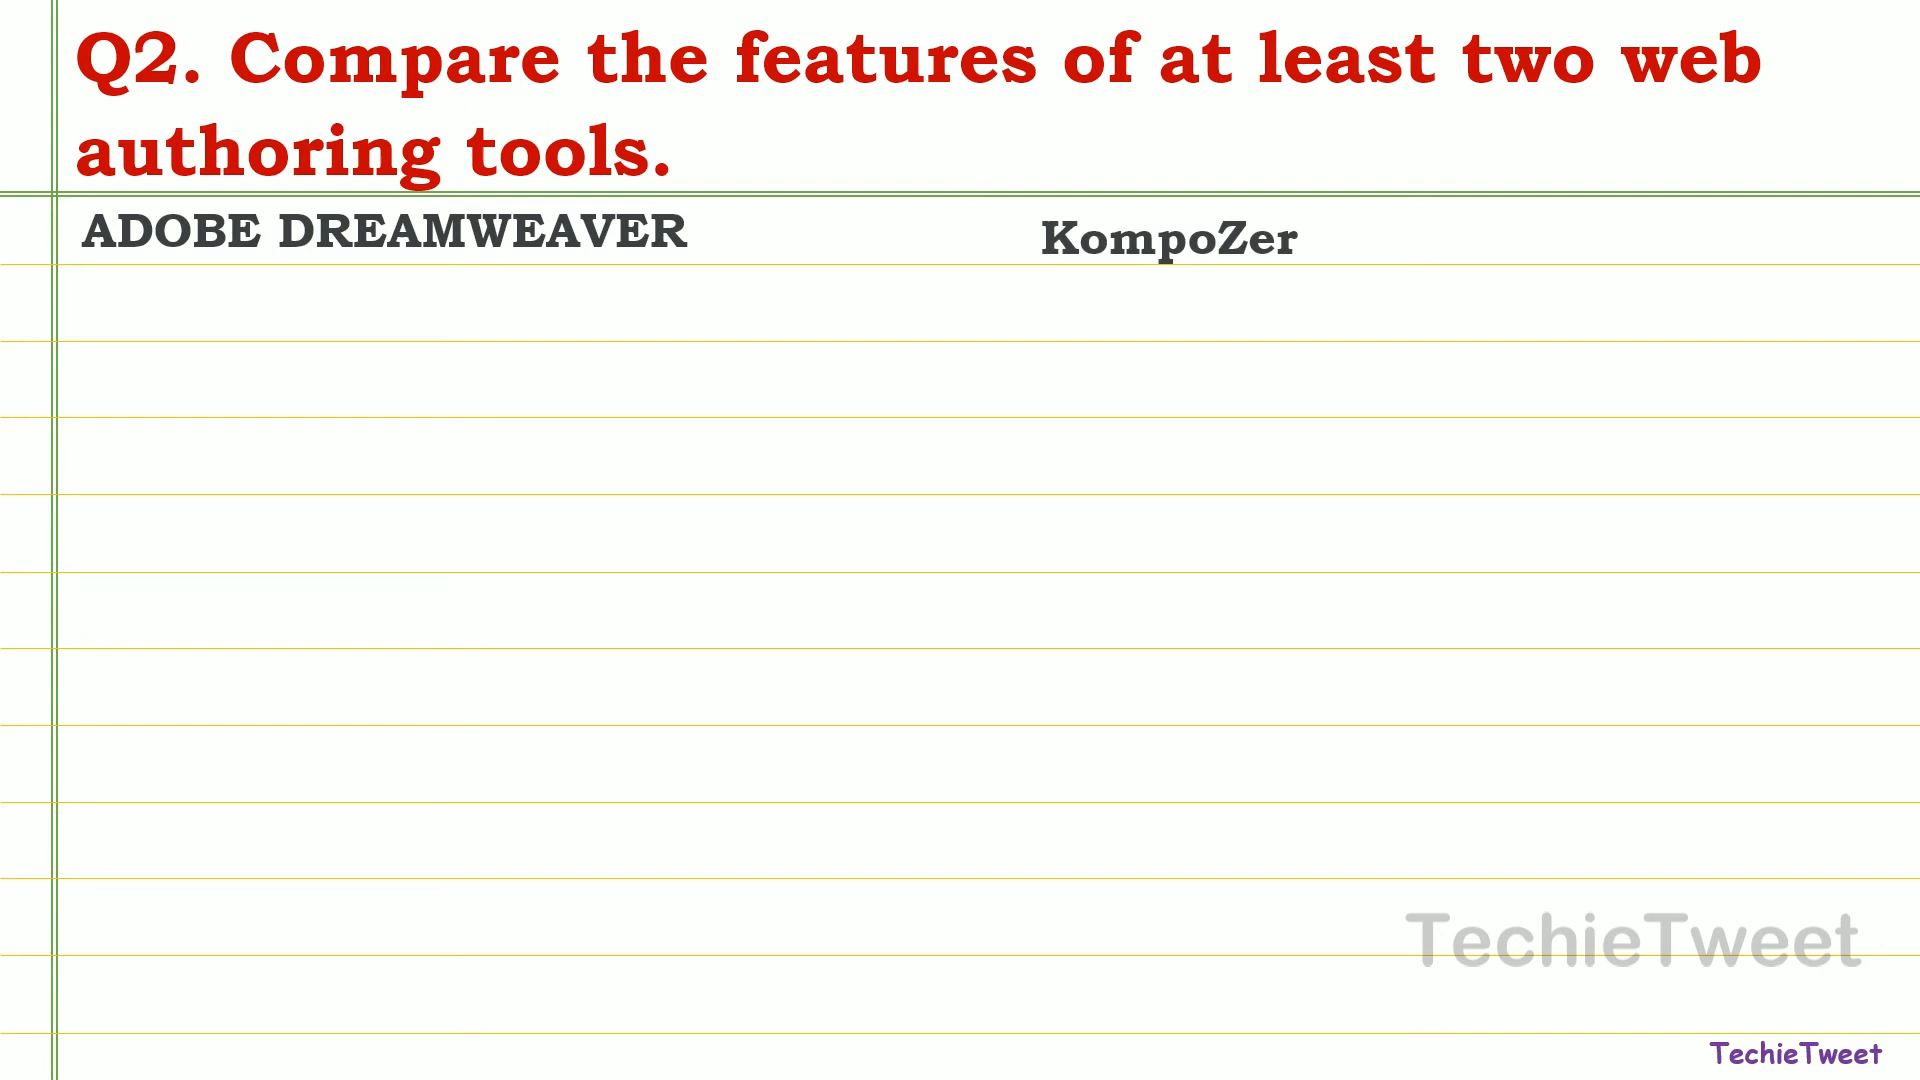 Q2. Compare the features of at least two web
authoring tools.
ADOBE DREAMWEAVER
KompoZer
TechieTweet
TechieTweet